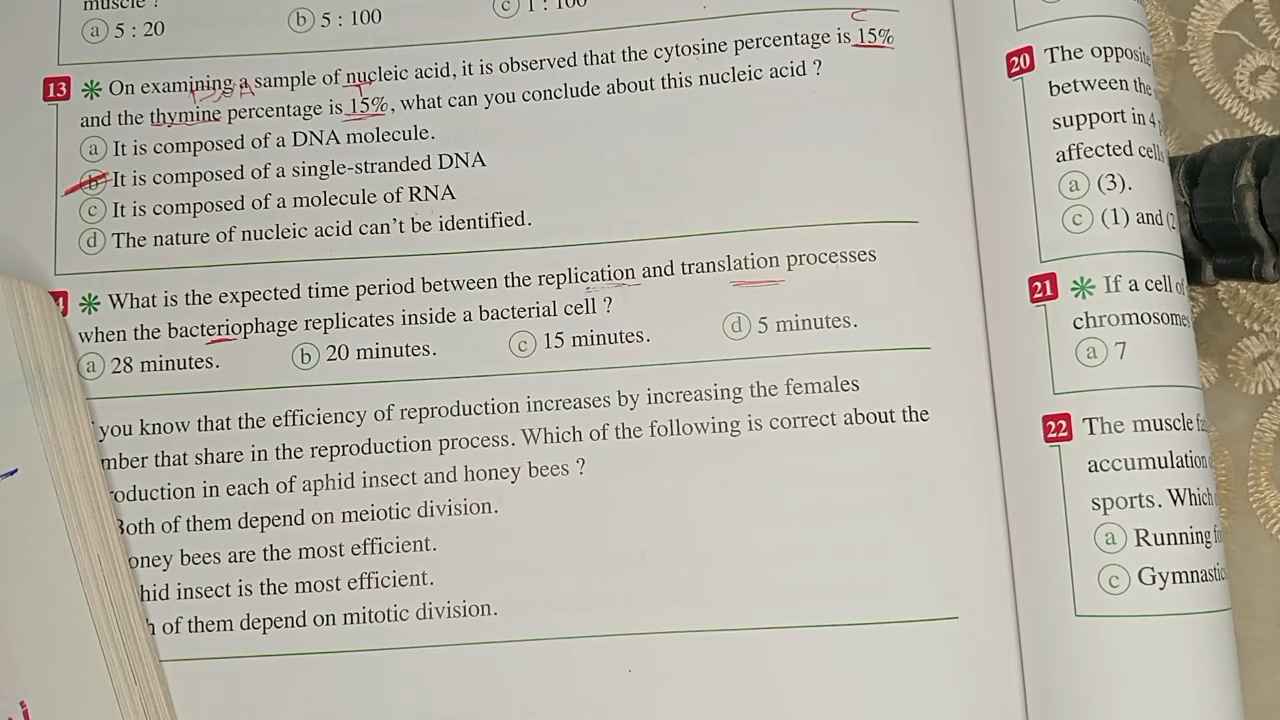 muscle ?
a 5 : 20
b 5 : 100
c 1 : 100
13 On examining a sample of nucleic acid, it is observed that the cytosine percentage is 15%
and the thymine percentage is 15%, what can you conclude about this nucleic acid ?
a It is composed of a DNA molecule.
b It is composed of a single-stranded DNA
c It is composed of a molecule of RNA
d The nature of nucleic acid can't be identified.
What is the expected time period between the replication and translation processes
when the bacteriophage replicates inside a bacterial cell ?
a 28 minutes.
b 20 minutes.
c 15 minutes.
d 5 minutes.
you know that the efficiency of reproduction increases by increasing the females
mber that share in the reproduction process. Which of the following is correct about the
roduction in each of aphid insect and honey bees ?
Both of them depend on meiotic division.
oney bees are the most efficient.
hid insect is the most efficient.
h of them depend on mitotic division.
20 The opposite
between the
support in 4
affected cells
a (3).
c (1) and (2
21 If a cell of
chromosomes
a 7
22 The muscle fa
accumulation
sports. Which
a Running fo
c Gymnastic